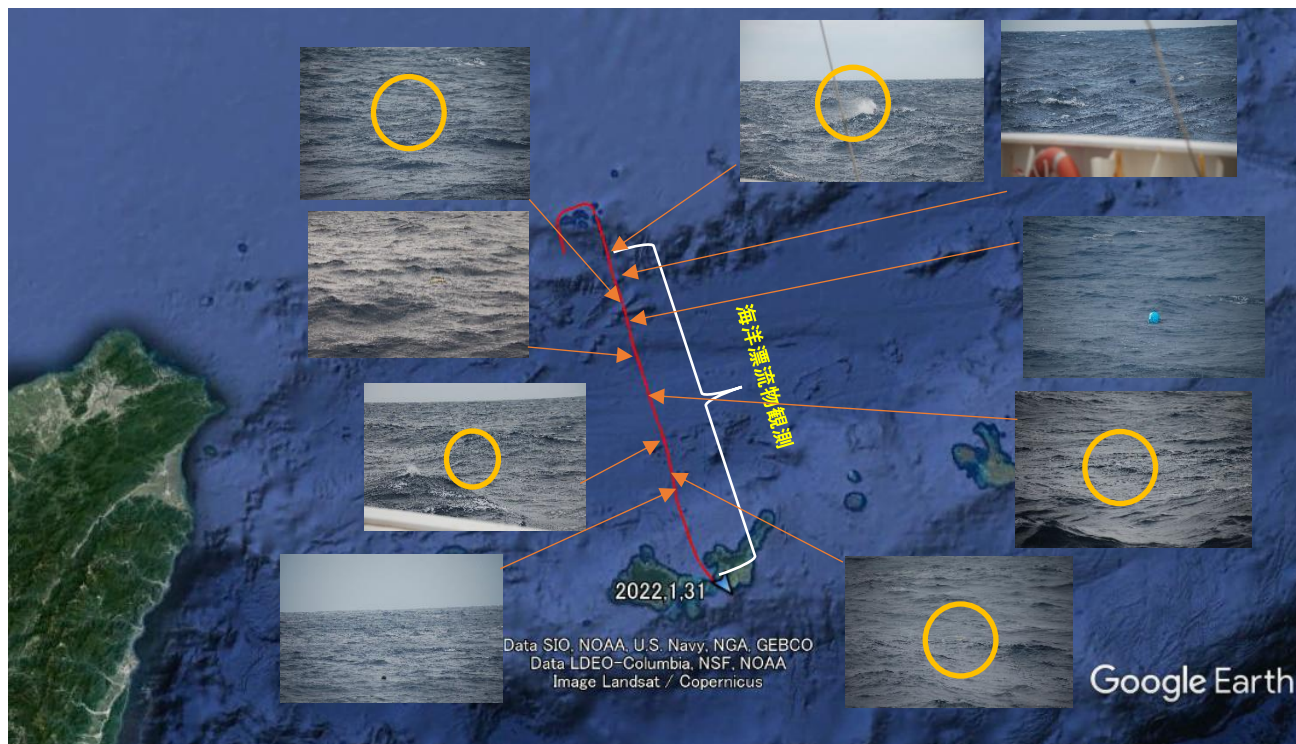 海洋漂流物観測
2022,1,31
Data SIO, NOAA, U.S. Navy, NGA, GEBCO
Data LDEO-Columbia, NSF, NOAA
Image Landsat / Copernicus
Google Earth